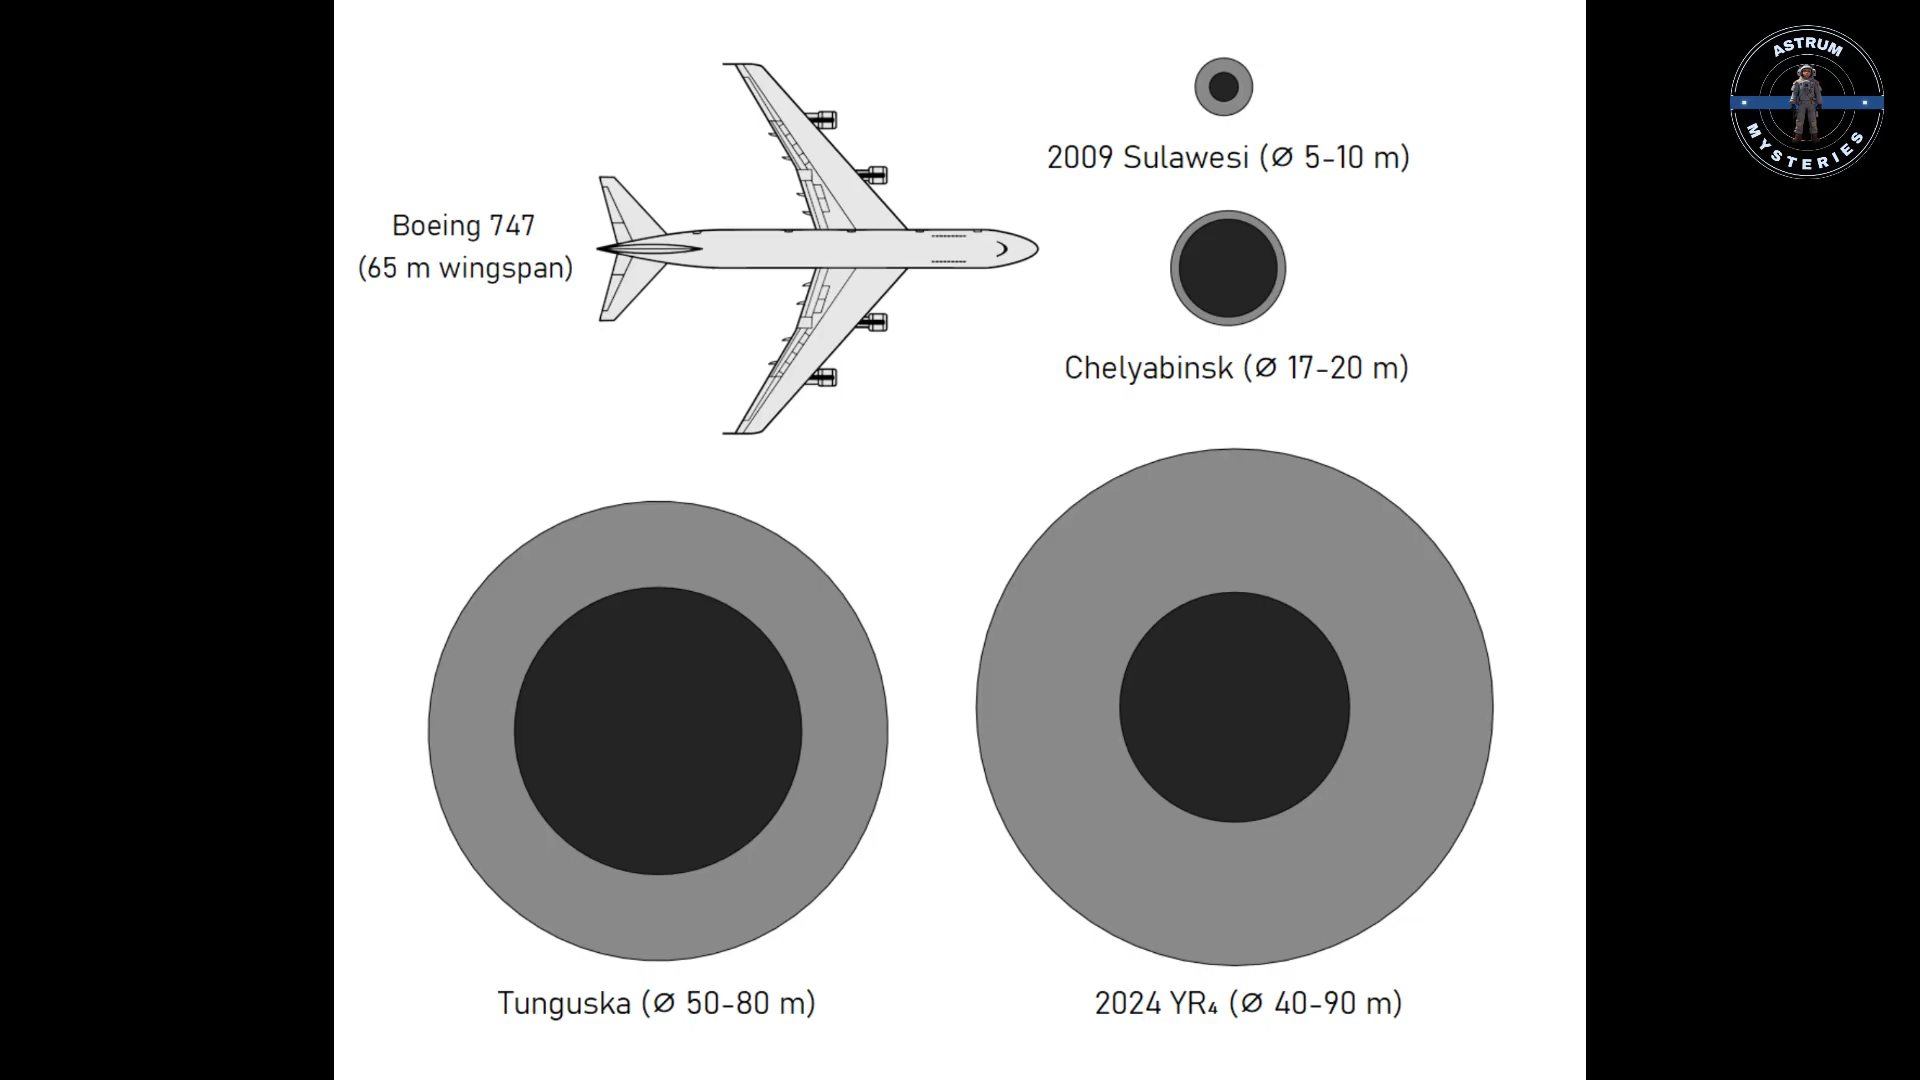 ASTRUM
MYSTERIES
2009 Sulawesi (Ø 5-10 m)
Boeing 747
(65 m wingspan)
Chelyabinsk (Ø 17-20 m)
Tunguska (Ø 50-80 m)
2024 YR₄ (Ø 40-90 m)